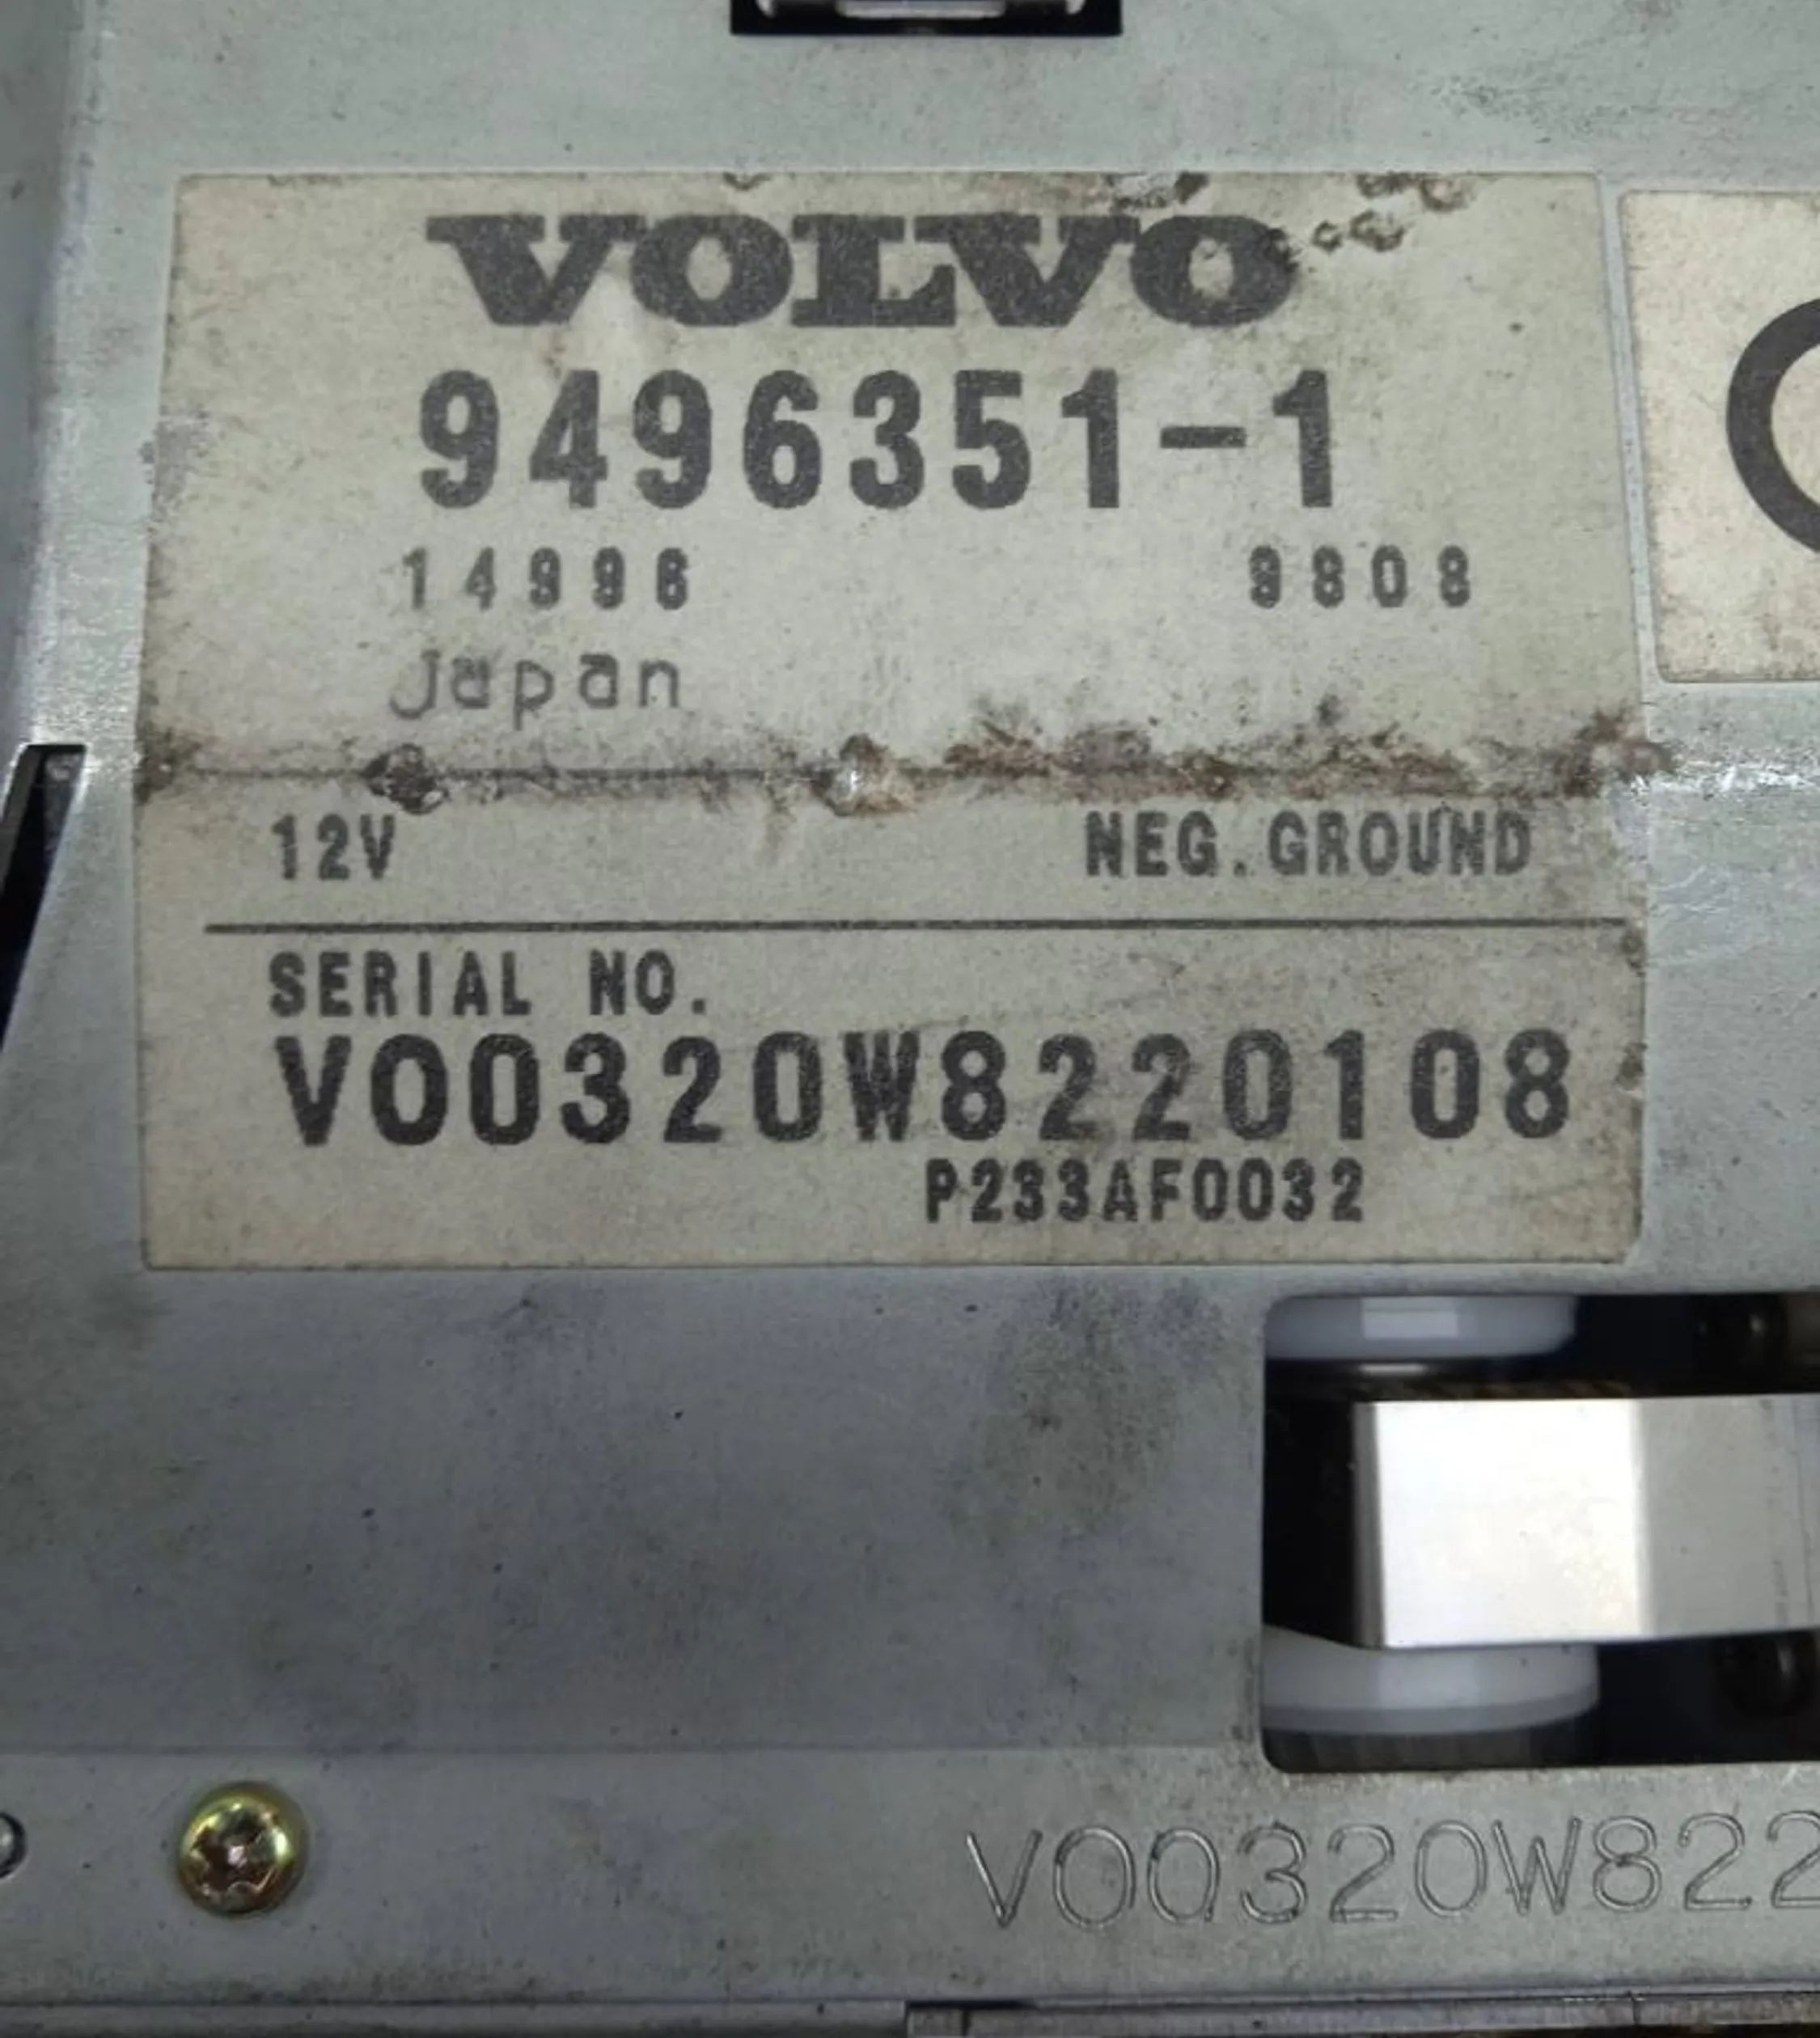 VOLVO
9496351-1
14996 9808
Japan
12V NEG.GROUND
SERIAL NO.
V00320W8220108
P233AF0032
V00320W822